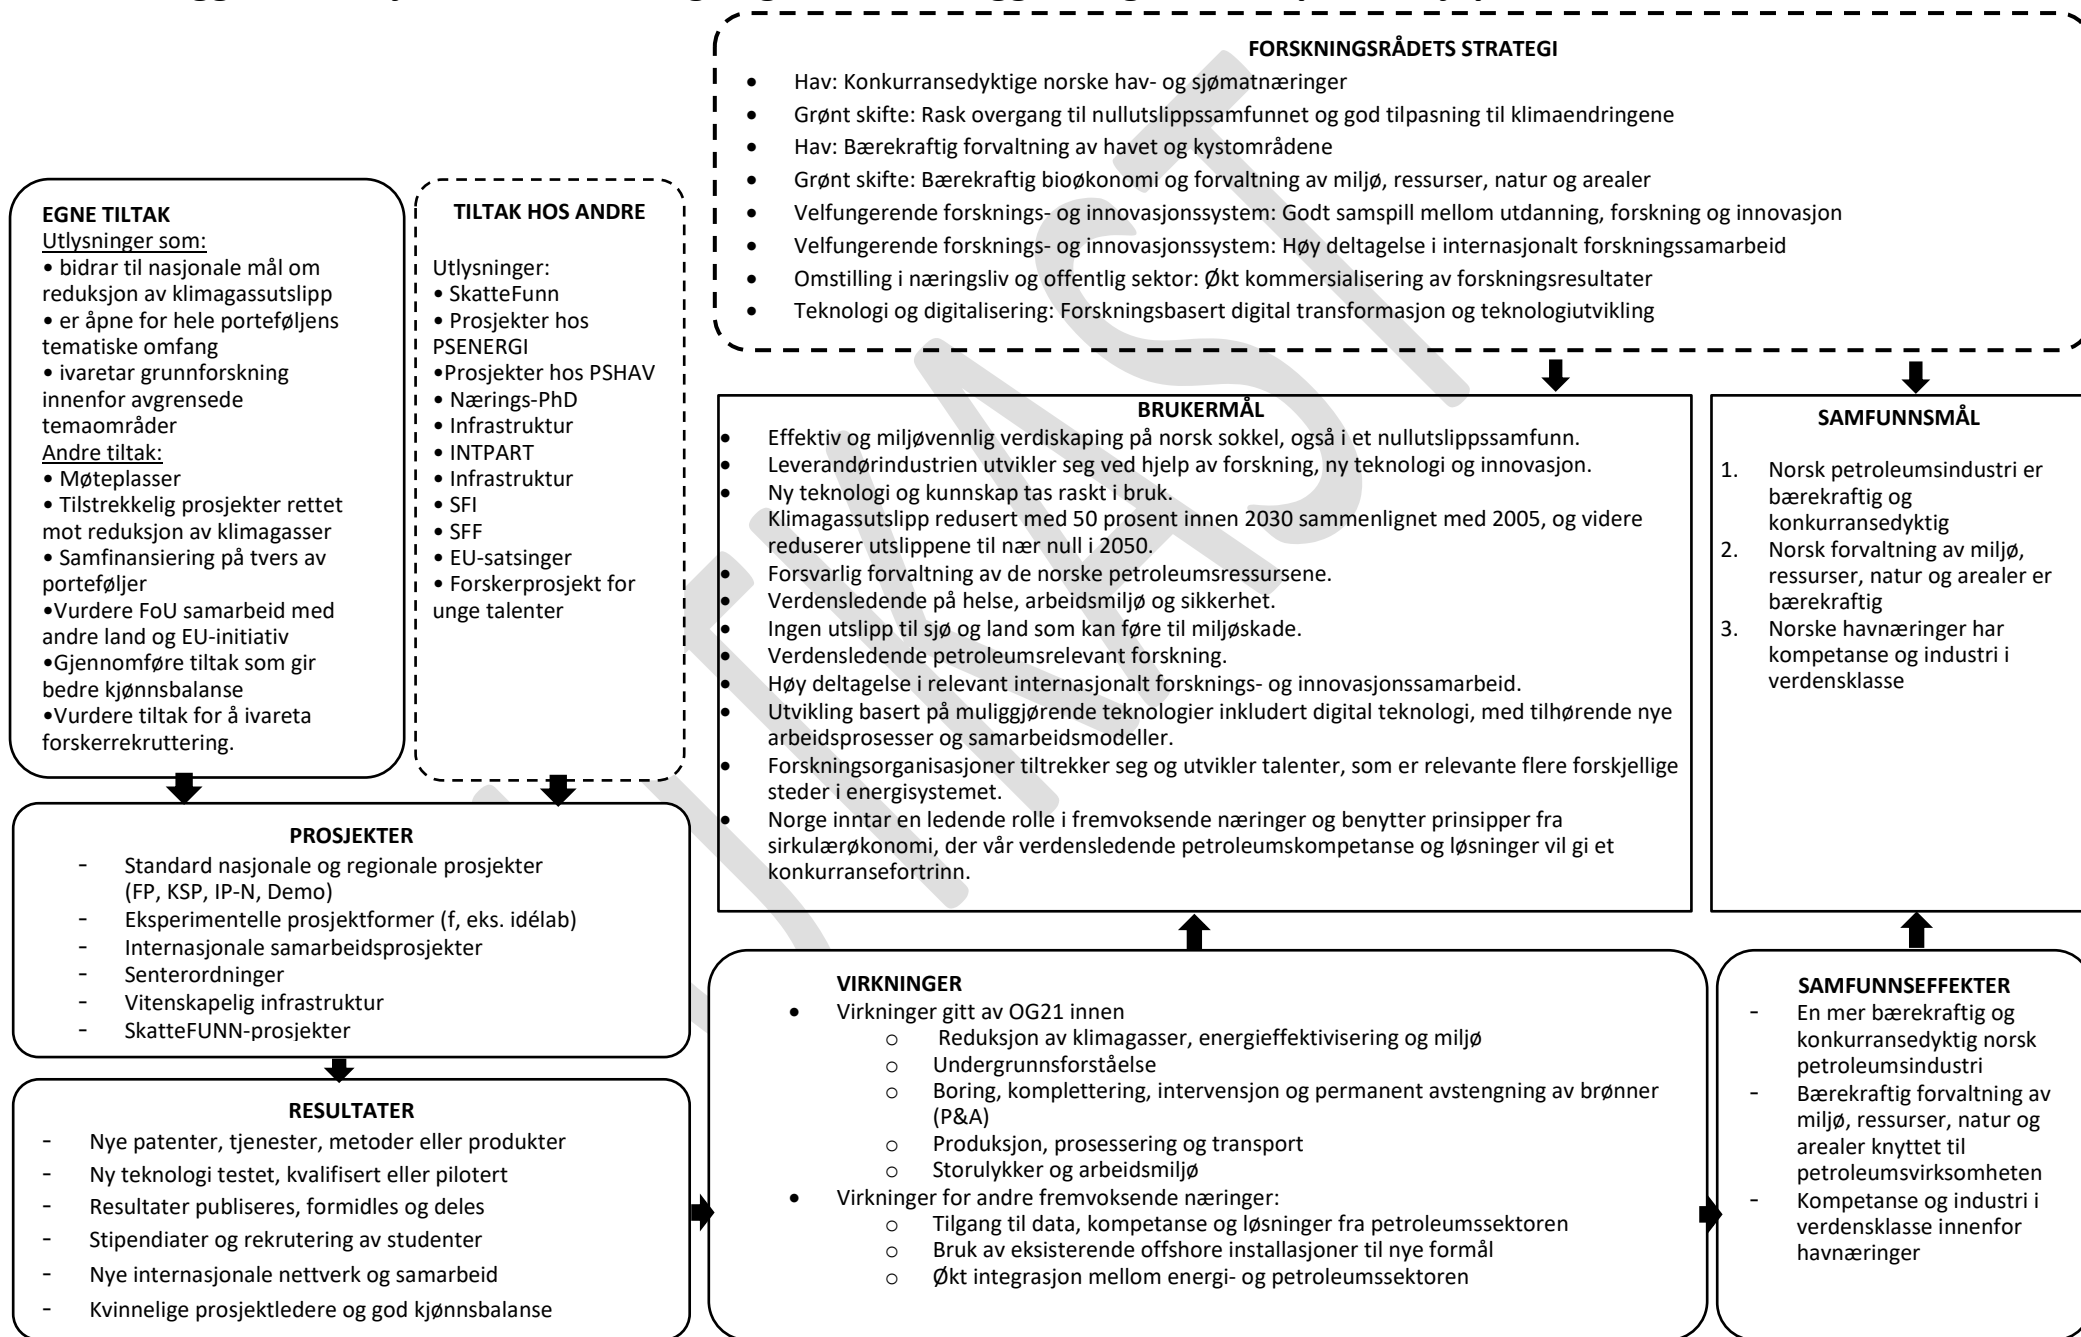 FORSKNINGSRÅDETS STRATEGI
• Hav: Konkurransedyktige norske hav- og sjømatnæringer
• Grønt skifte: Rask overgang til nullutslippssamfunnet og god tilpasning til klimaendringene
• Hav: Bærekraftig forvaltning av havet og kystområdene
• Grønt skifte: Bærekraftig bioøkonomi og forvaltning av miljø, ressurser, natur og arealer
• Velfungerende forsknings- og innovasjonssystem: Godt samspill mellom utdanning, forskning og innovasjon
• Velfungerende forsknings- og innovasjonssystem: Høy deltagelse i internasjonalt forskningssamarbeid
• Omstilling i næringsliv og offentlig sektor: Økt kommersialisering av forskningsresultater
• Teknologi og digitalisering: Forskningsbasert digital transformasjon og teknologiutvikling
EGNE TILTAK
Utlysninger som:
• bidrar til nasjonale mål om
reduksjon av klimagassutslipp
• er åpne for hele porteføljens
tematiske omfang
• ivaretar grunnforskning
innenfor avgrensede
temaområder
Andre tiltak:
• Møteplasser
• Tilstrekkelig prosjekter rettet
mot reduksjon av klimagasser
• Samfinansiering på tvers av
porteføljer
•Vurdere FoU samarbeid med
andre land og EU-initiativ
•Gjennomføre tiltak som gir
bedre kjønnsbalanse
•Vurdere tiltak for å ivareta
forskerrekruttering.
TILTAK HOS ANDRE
Utlysninger:
• SkatteFunn
• Prosjekter hos
PSENERGI
•Prosjekter hos PSHAV
• Nærings-PhD
• Infrastruktur
• INTPART
• Infrastruktur
• SFI
• SFF
• EU-satsinger
• Forskerprosjekt for
unge talenter
BRUKERMÅL
• Effektiv og miljøvennlig verdiskaping på norsk sokkel, også i et nullutslippssamfunn.
• Leverandørindustrien utvikler seg ved hjelp av forskning, ny teknologi og innovasjon.
• Ny teknologi og kunnskap tas raskt i bruk.
Klimagassutslipp redusert med 50 prosent innen 2030 sammenlignet med 2005, og videre
reduserer utslippene til nær null i 2050.
• Forsvarlig forvaltning av de norske petroleumsressursene.
• Verdensledende på helse, arbeidsmiljø og sikkerhet.
• Ingen utslipp til sjø og land som kan føre til miljøskade.
• Verdensledende petroleumsrelevant forskning.
• Høy deltagelse i relevant internasjonalt forsknings- og innovasjonssamarbeid.
• Utvikling basert på muliggjørende teknologier inkludert digital teknologi, med tilhørende nye
arbeidsprosesser og samarbeidsmodeller.
• Forskningsorganisasjoner tiltrekker seg og utvikler talenter, som er relevante flere forskjellige
steder i energisystemet.
• Norge inntar en ledende rolle i fremvoksende næringer og benytter prinsipper fra
sirkulærøkonomi, der vår verdensledende petroleumskompetanse og løsninger vil gi et
konkurransefortrinn.
SAMFUNNSMÅL
1. Norsk petroleumsindustri er
bærekraftig og
konkurransedyktig
2. Norsk forvaltning av miljø,
ressurser, natur og arealer er
bærekraftig
3. Norske havnæringer har
kompetanse og industri i
verdensklasse
PROSJEKTER
- Standard nasjonale og regionale prosjekter
(FP, KSP, IP-N, Demo)
- Eksperimentelle prosjektformer (f, eks. idélab)
- Internasjonale samarbeidsprosjekter
- Senterordninger
- Vitenskapelig infrastruktur
- SkatteFUNN-prosjekter
RESULTATER
- Nye patenter, tjenester, metoder eller produkter
- Ny teknologi testet, kvalifisert eller pilotert
- Resultater publiseres, formidles og deles
- Stipendiater og rekrutering av studenter
- Nye internasjonale nettverk og samarbeid
- Kvinnelige prosjektledere og god kjønnsbalanse
VIRKNINGER
• Virkninger gitt av OG21 innen
o Reduksjon av klimagasser, energieffektivisering og miljø
o Undergrunnsforståelse
o Boring, komplettering, intervensjon og permanent avstengning av brønner
(P&A)
o Produksjon, prosessering og transport
o Storulykker og arbeidsmiljø
• Virkninger for andre fremvoksende næringer:
o Tilgang til data, kompetanse og løsninger fra petroleumssektoren
o Bruk av eksisterende offshore installasjoner til nye formål
o Økt integrasjon mellom energi- og petroleumssektoren
SAMFUNNSEFFEKTER
- En mer bærekraftig og
konkurransedyktig norsk
petroleumsindustri
- Bærekraftig forvaltning av
miljø, ressurser, natur og
arealer knyttet til
petroleumsvirksomheten
- Kompetanse og industri i
verdensklasse innenfor
havnæringer